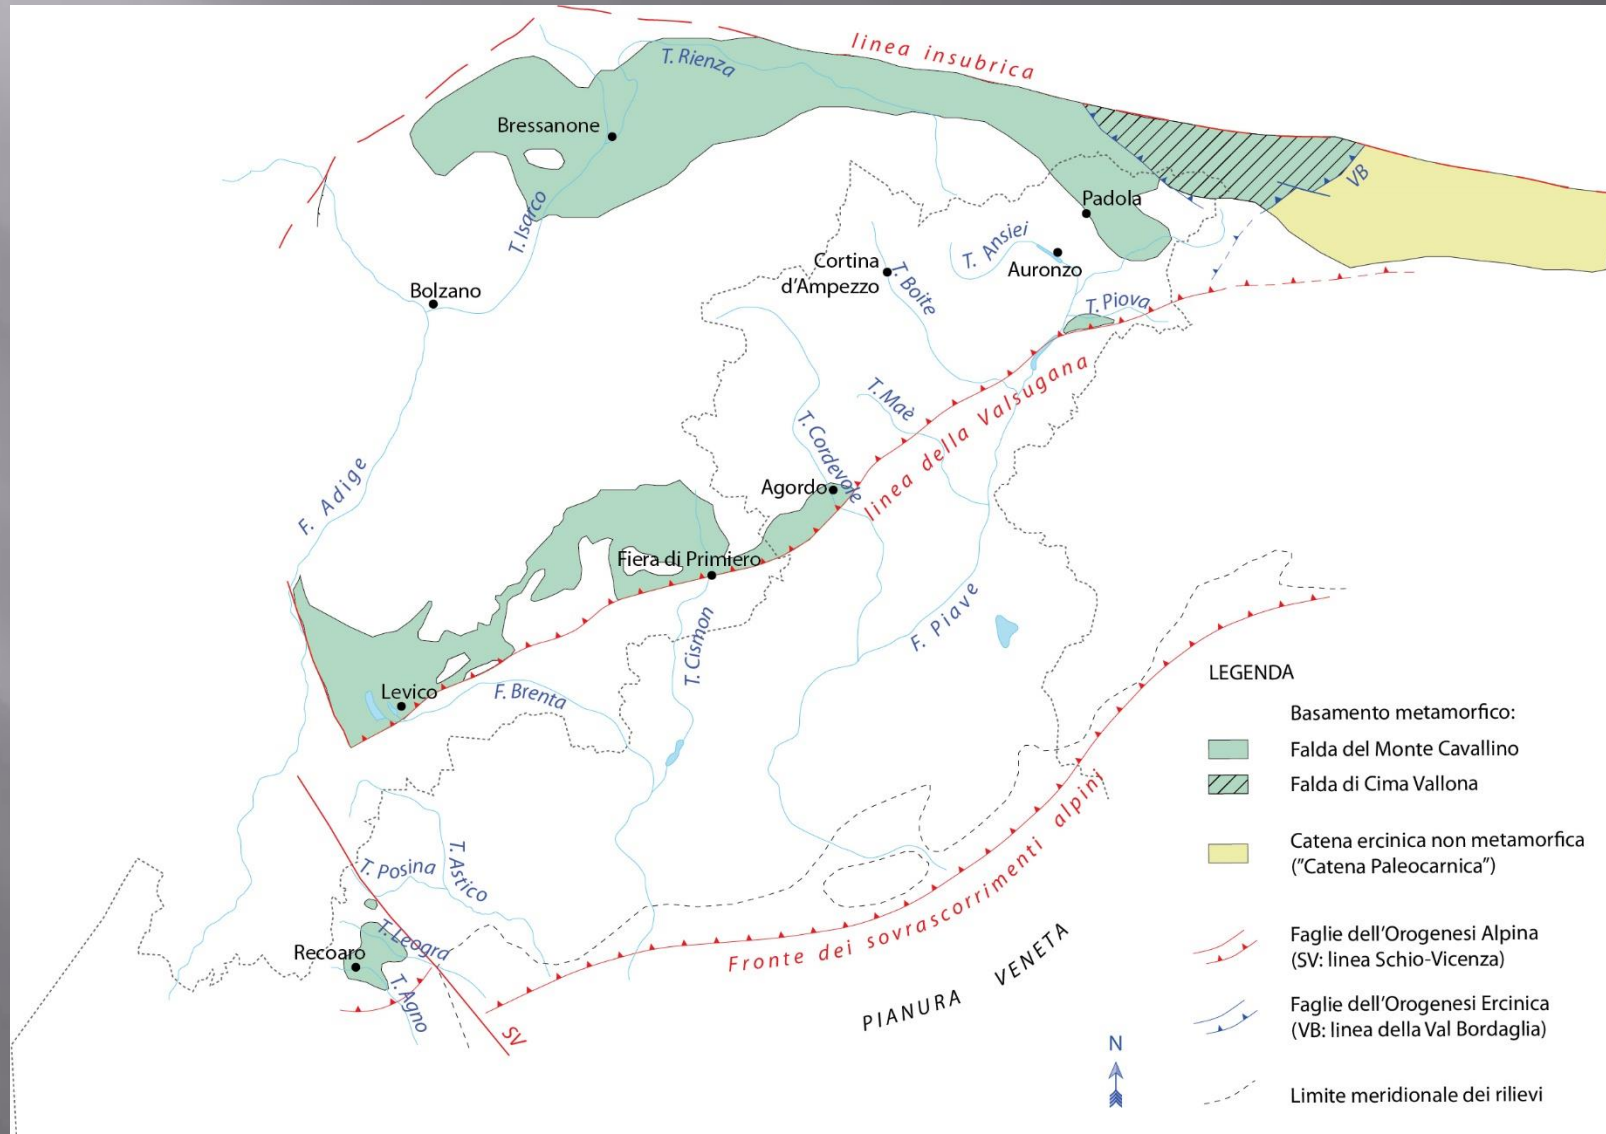 linea insubrica
T. Rienza
Bressanone
T. Isarco
VB
Padola
T. Ansiei
Auronzo
Cortina
d'Ampezzo
T. Boite
Bolzano
T. Piova
linea della Valsugana
T. Maè
T. Cordevole
Agordo
F. Adige
Fiera di Primiero
F. Piave
T. Cismon
Levico
F. Brenta
T. Astico
T. Posina
T. Leogra
Recoaro
T. Agno
SV
Fronte dei sovrascorrimenti alpini
PIANURA VENETA
N
LEGENDA
Basamento metamorfico:
Falda del Monte Cavallino
Falda di Cima Vallona
Catena ercinica non metamorfica
("Catena Paleocarnica")
Faglie dell'Orogenesi Alpina
(SV: linea Schio-Vicenza)
Faglie dell'Orogenesi Ercinica
(VB: linea della Val Bordaglia)
Limite meridionale dei rilievi